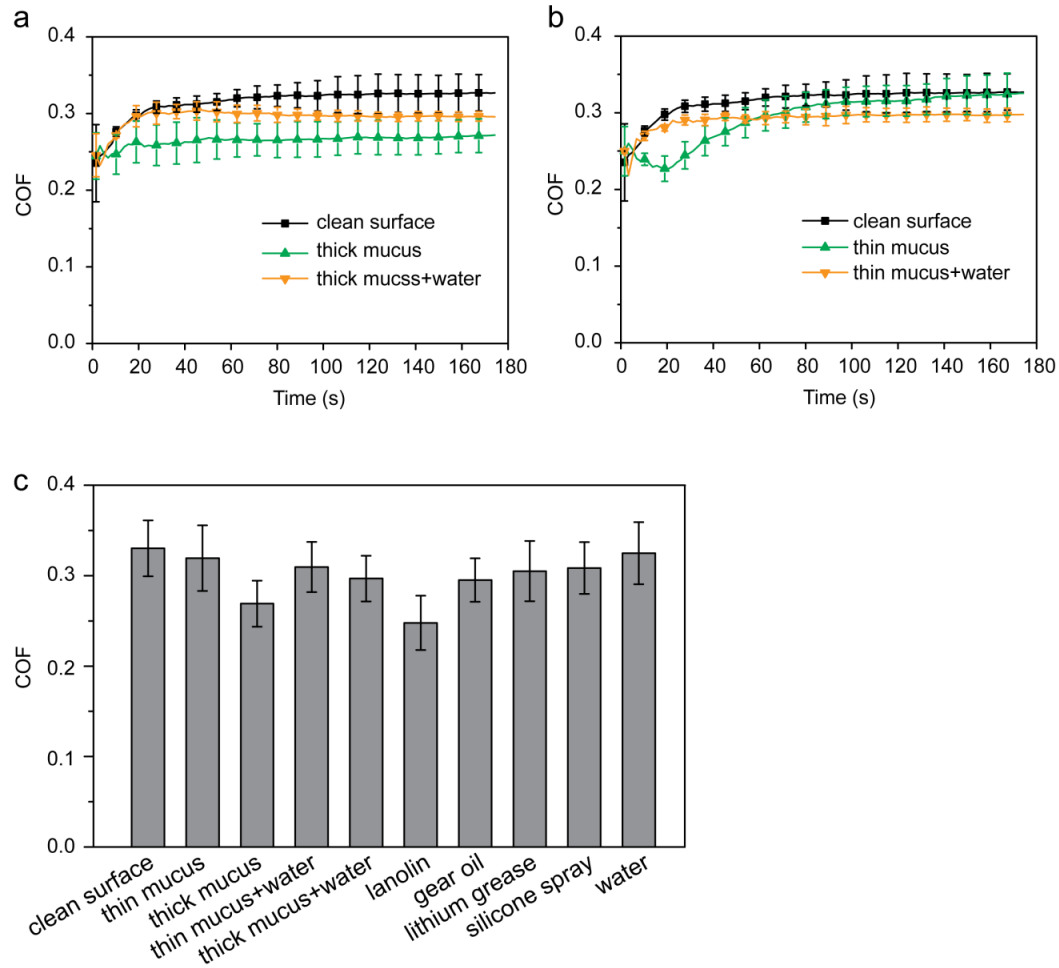 a
0.4
0.3
0.2
0.1
0.0
COF
clean surface
thick mucus
thick mucss+water
0 20 40 60 80 100 120 140 160 180
Time (s)
b
0.4
0.3
0.2
0.1
0.0
COF
clean surface
thin mucus
thin mucus+water
0 20 40 60 80 100 120 140 160 180
Time (s)
c
0.4
0.3
0.2
0.1
0.0
COF
clean surface
thin mucus
thick mucus
thin mucus+water
thick mucus+water
lanolin
gear oil
lithium grease
silicone spray
water